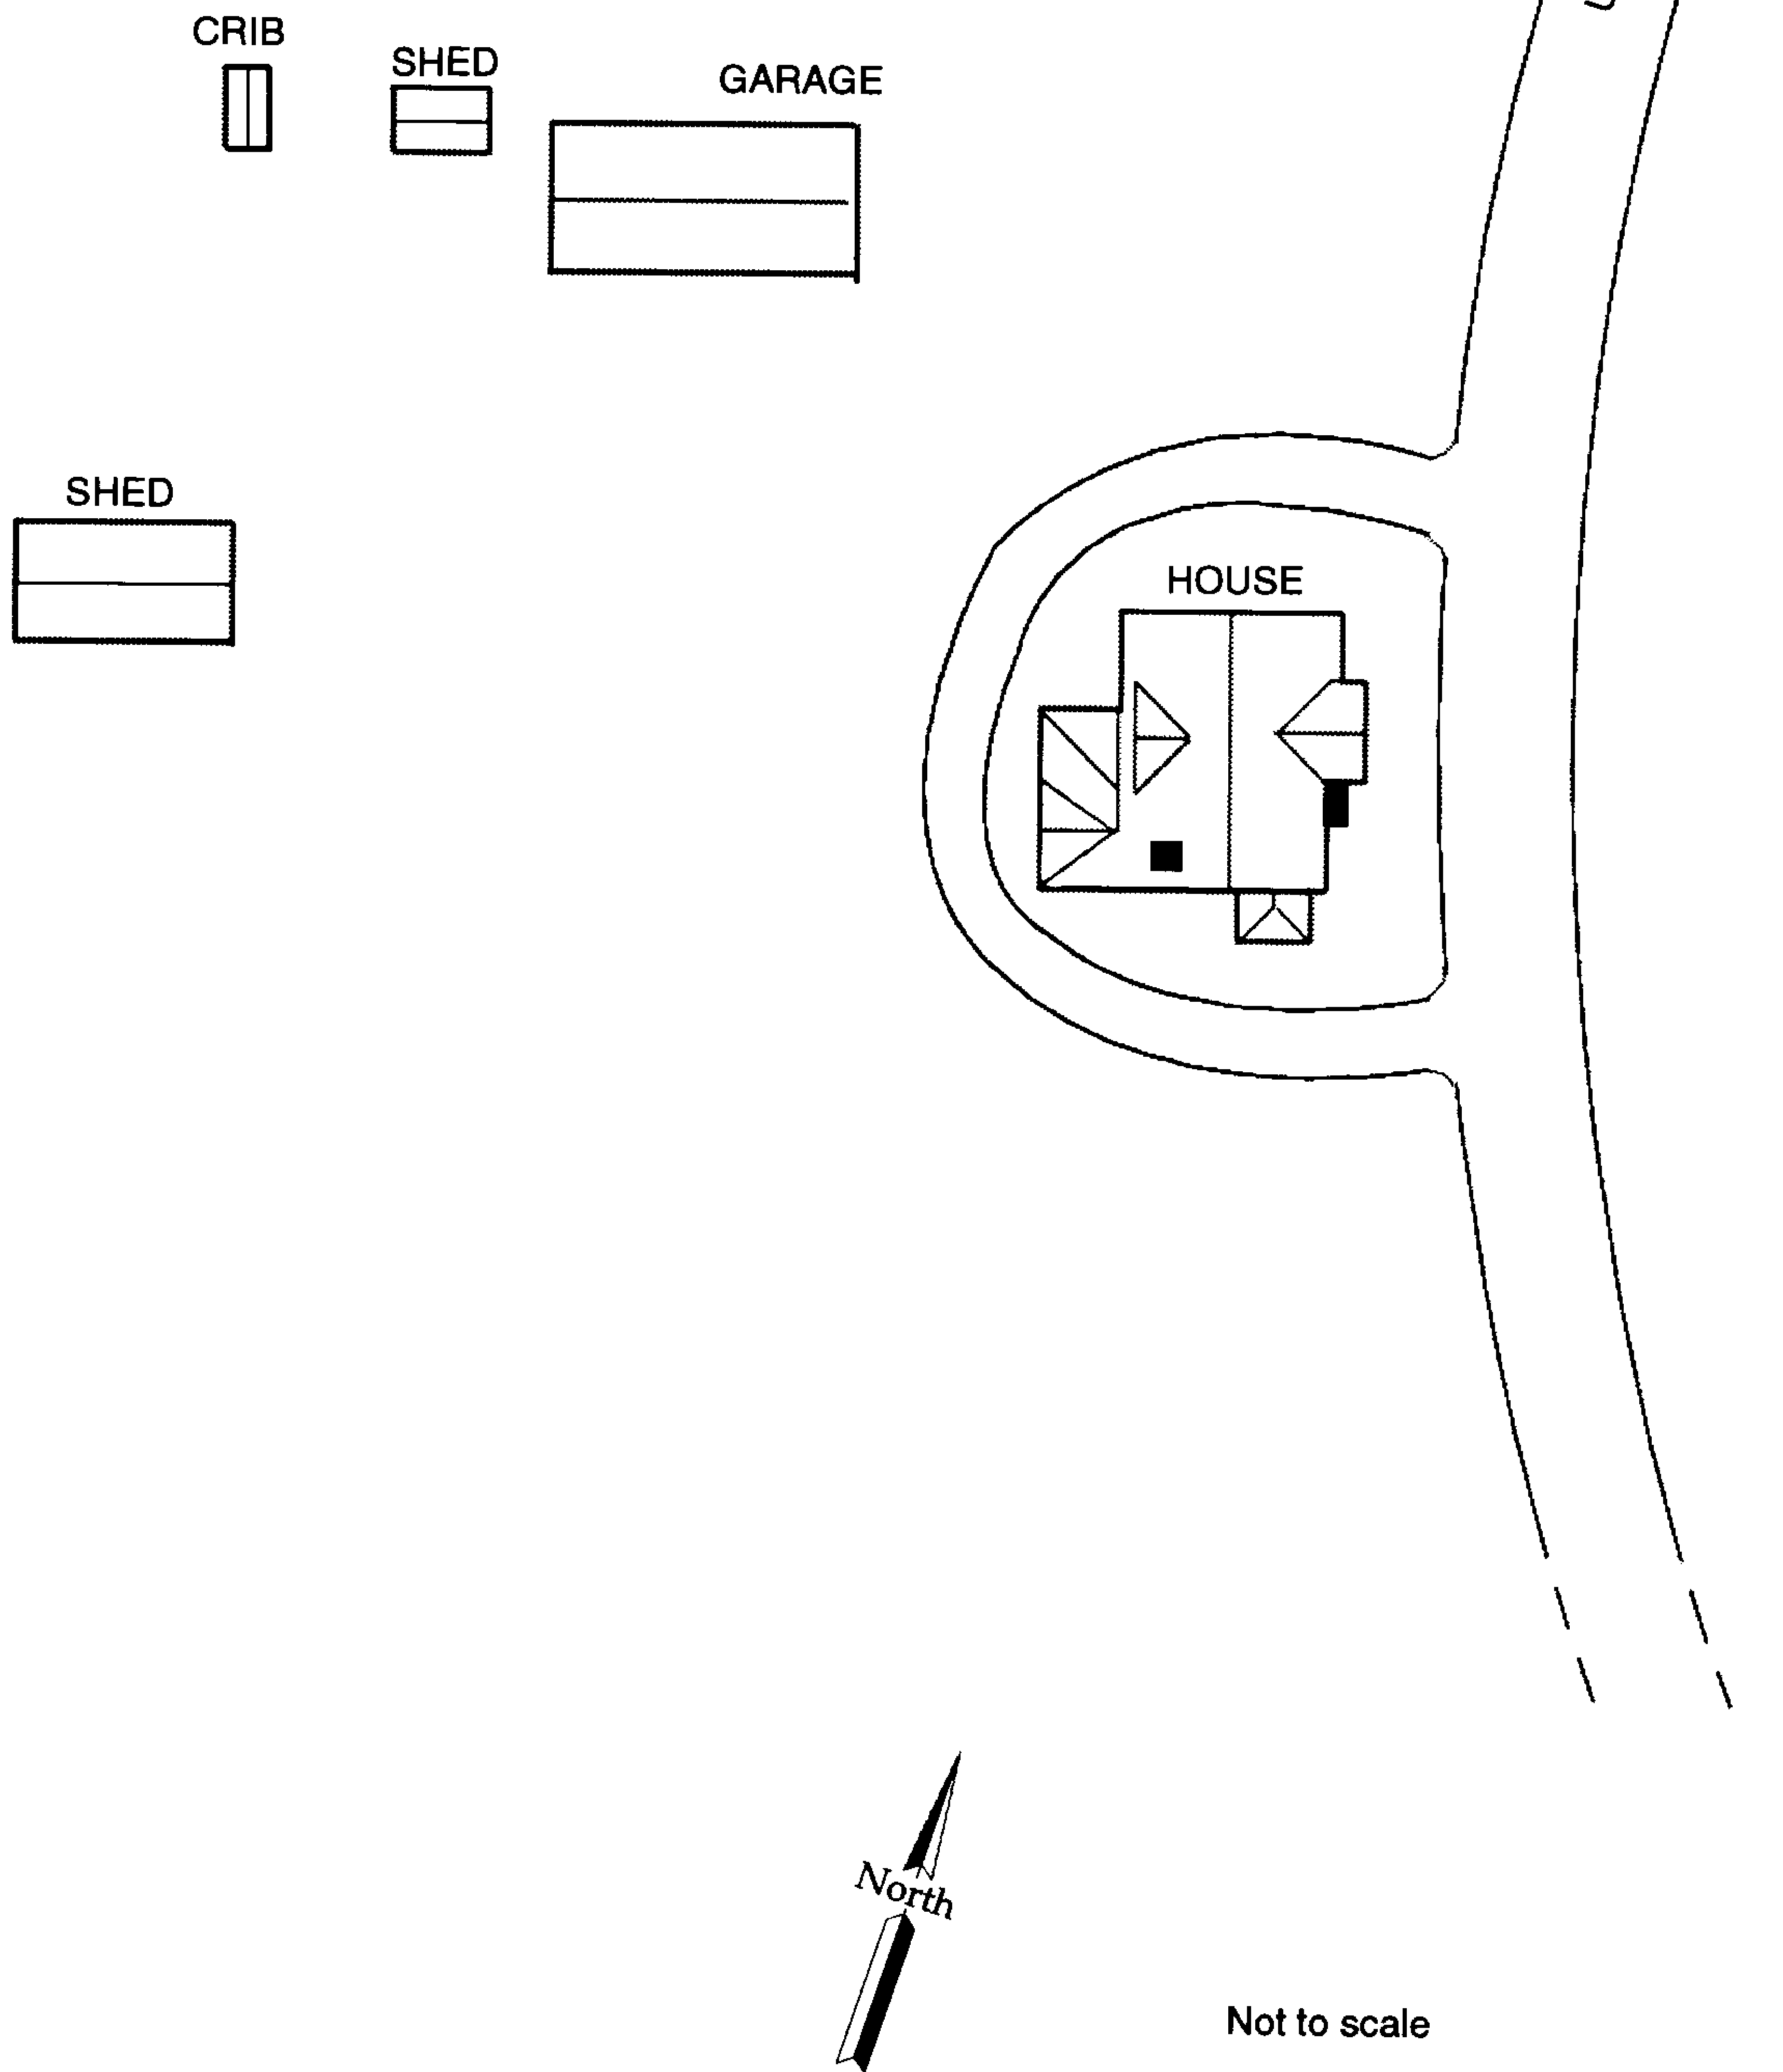 CRIB
SHED
GARAGE
SHED
HOUSE
North
Not to scale